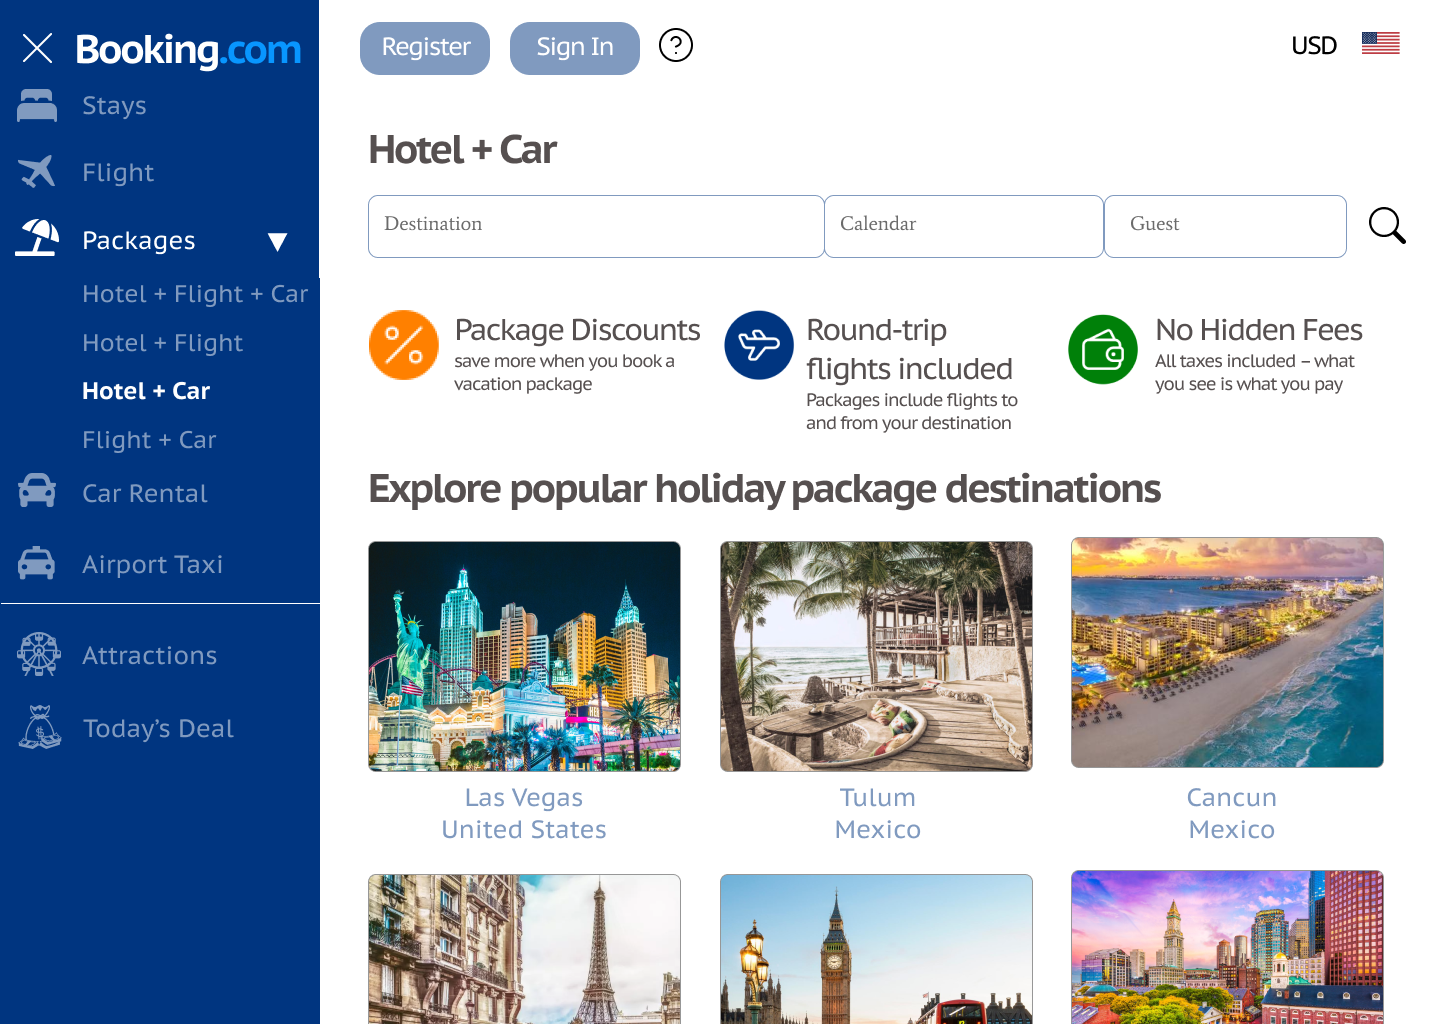 Booking.com
Stays
Flight
Packages
Hotel + Flight + Car
Hotel + Flight
Hotel + Car
Flight + Car
Car Rental
Airport Taxi
Attractions
Today's Deal
Register
Sign In
?
USD
Hotel + Car
Destination
Calendar
Guest
Package Discounts
save more when you book a
vacation package
Round-trip
flights included
Packages include flights to
and from your destination
No Hidden Fees
All taxes included – what
you see is what you pay
Explore popular holiday package destinations
Las Vegas
United States
Tulum
Mexico
Cancun
Mexico